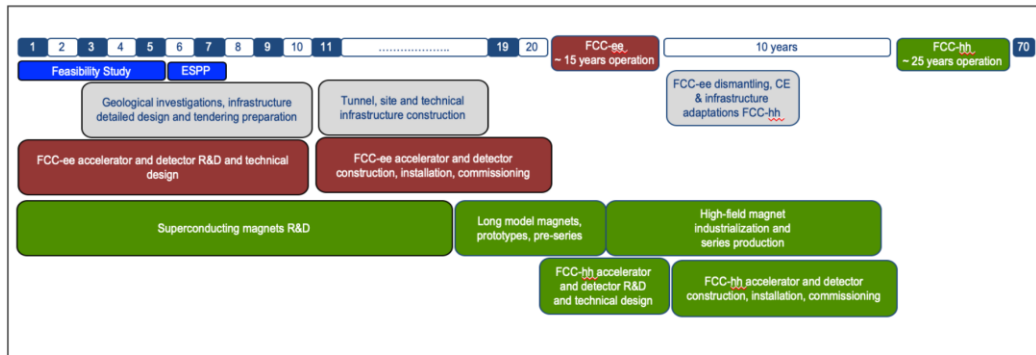 1 2 3 4 5 6 7 8 9 10 11 ..................... 19 20
FCC-ee
~ 15 years operation
10 years
FCC-hh
~ 25 years operation
70
Feasibility Study
ESPP
Geological investigations, infrastructure
detailed design and tendering preparation
Tunnel, site and technical
infrastructure construction
FCC-ee dismantling, CE
& infrastructure
adaptations FCC-hh
FCC-ee accelerator and detector R&D and technical
design
FCC-ee accelerator and detector
construction, installation, commissioning
Superconducting magnets R&D
Long model magnets,
prototypes, pre-series
High-field magnet
industrialization and
series production
FCC-hh accelerator
and detector R&D
and technical design
FCC-hh accelerator and detector
construction, installation, commissioning